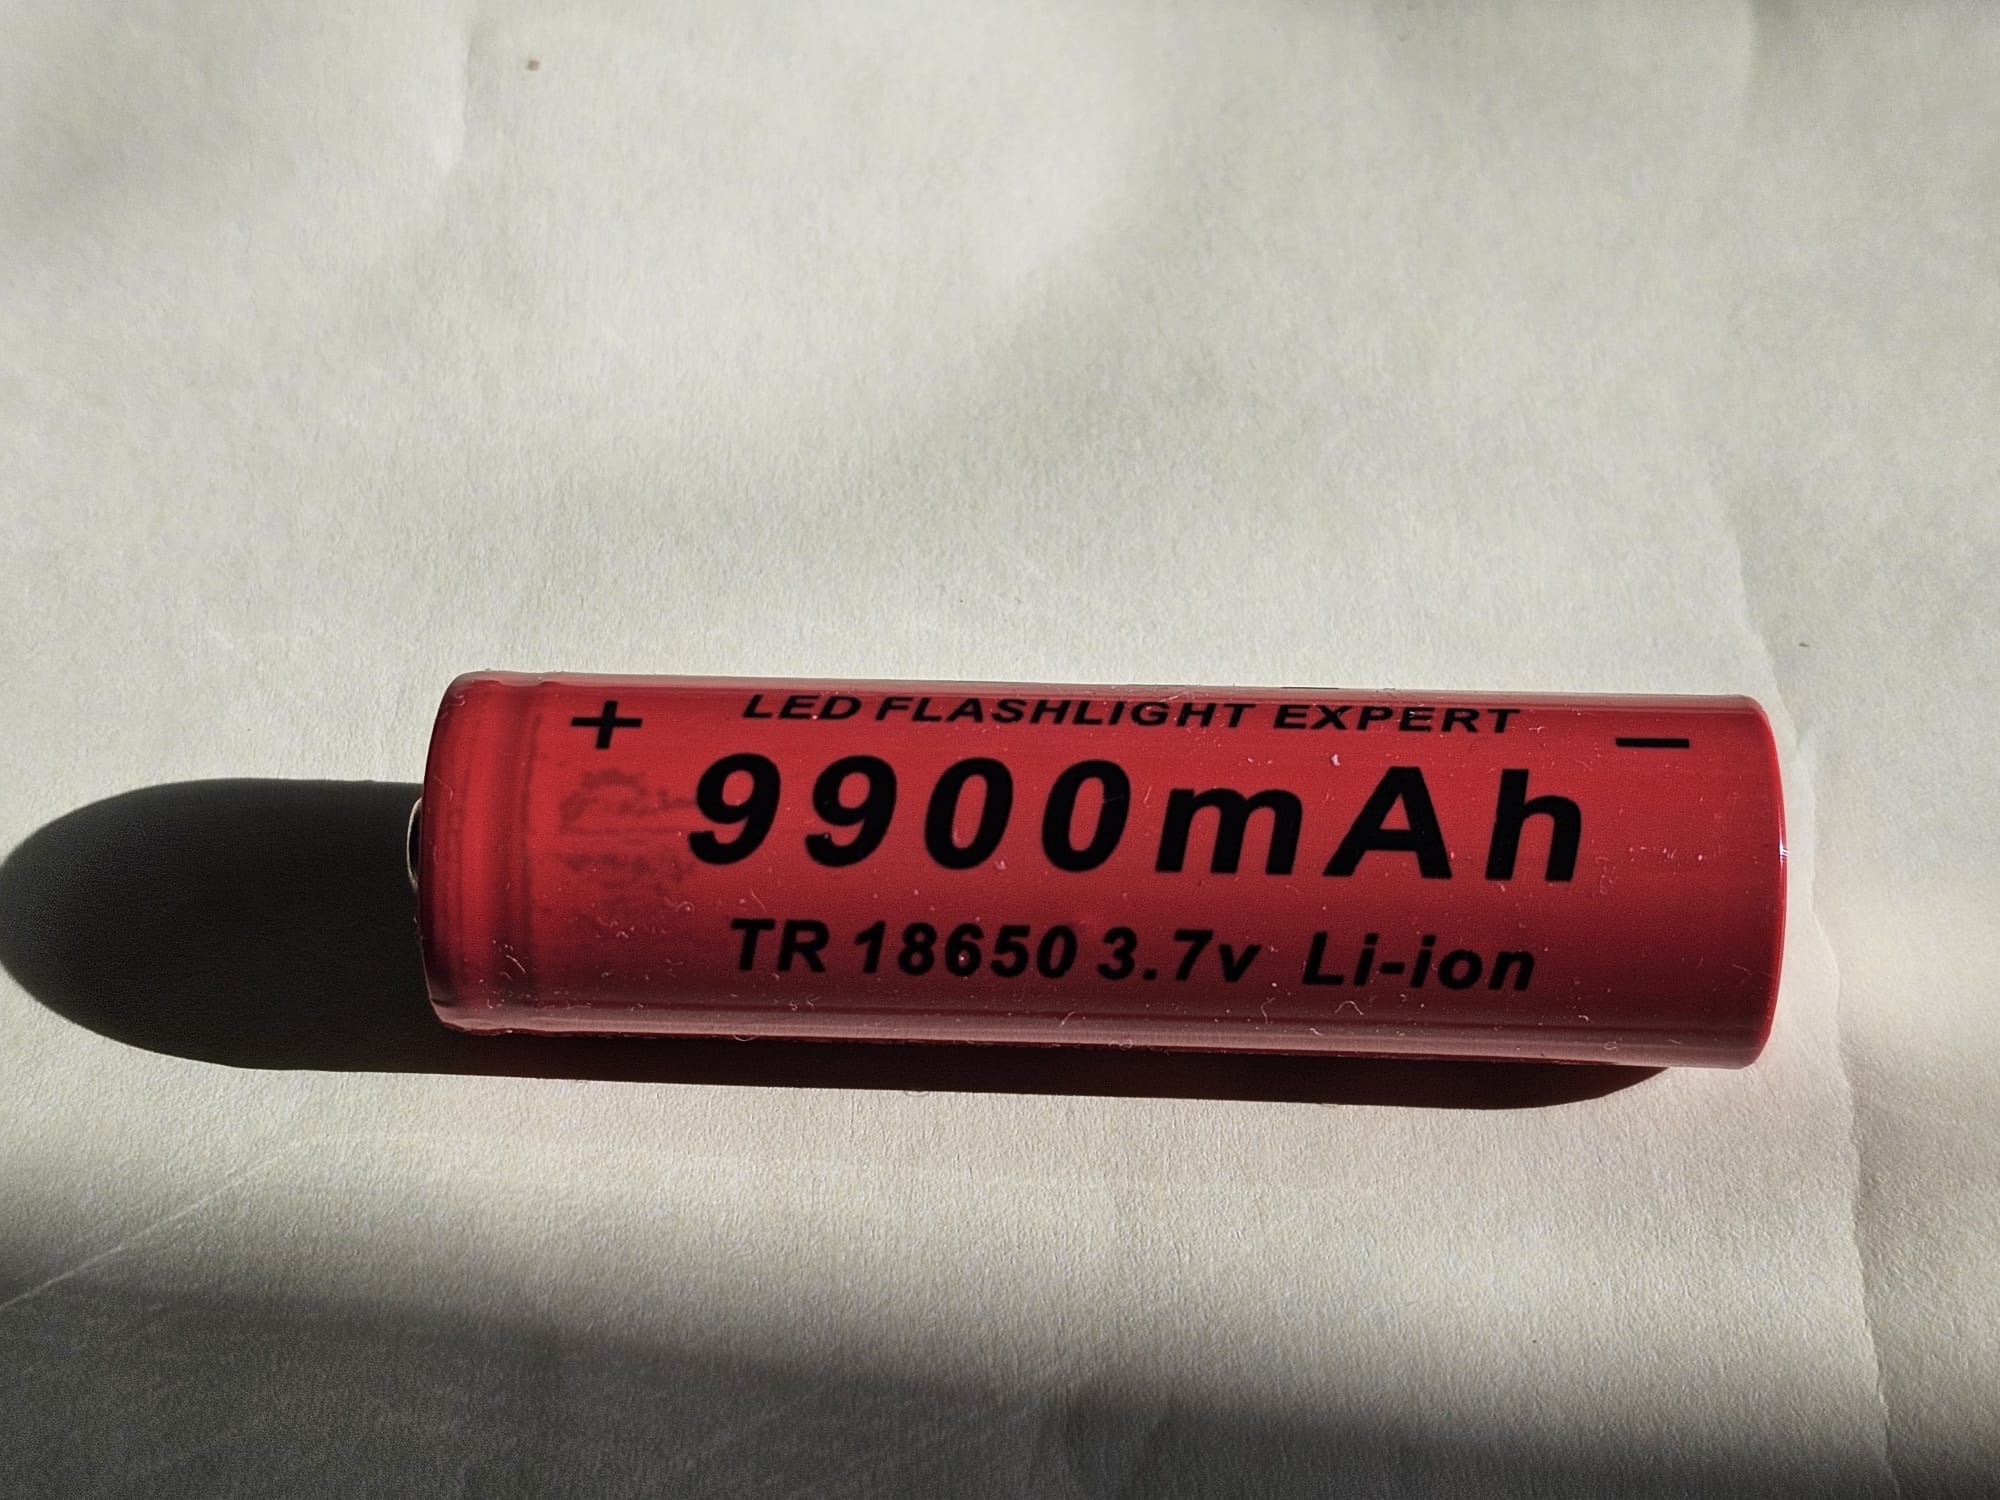 LED FLASHLIGHT EXPERT
+ 9900mAh −
TR 18650 3.7v Li-ion